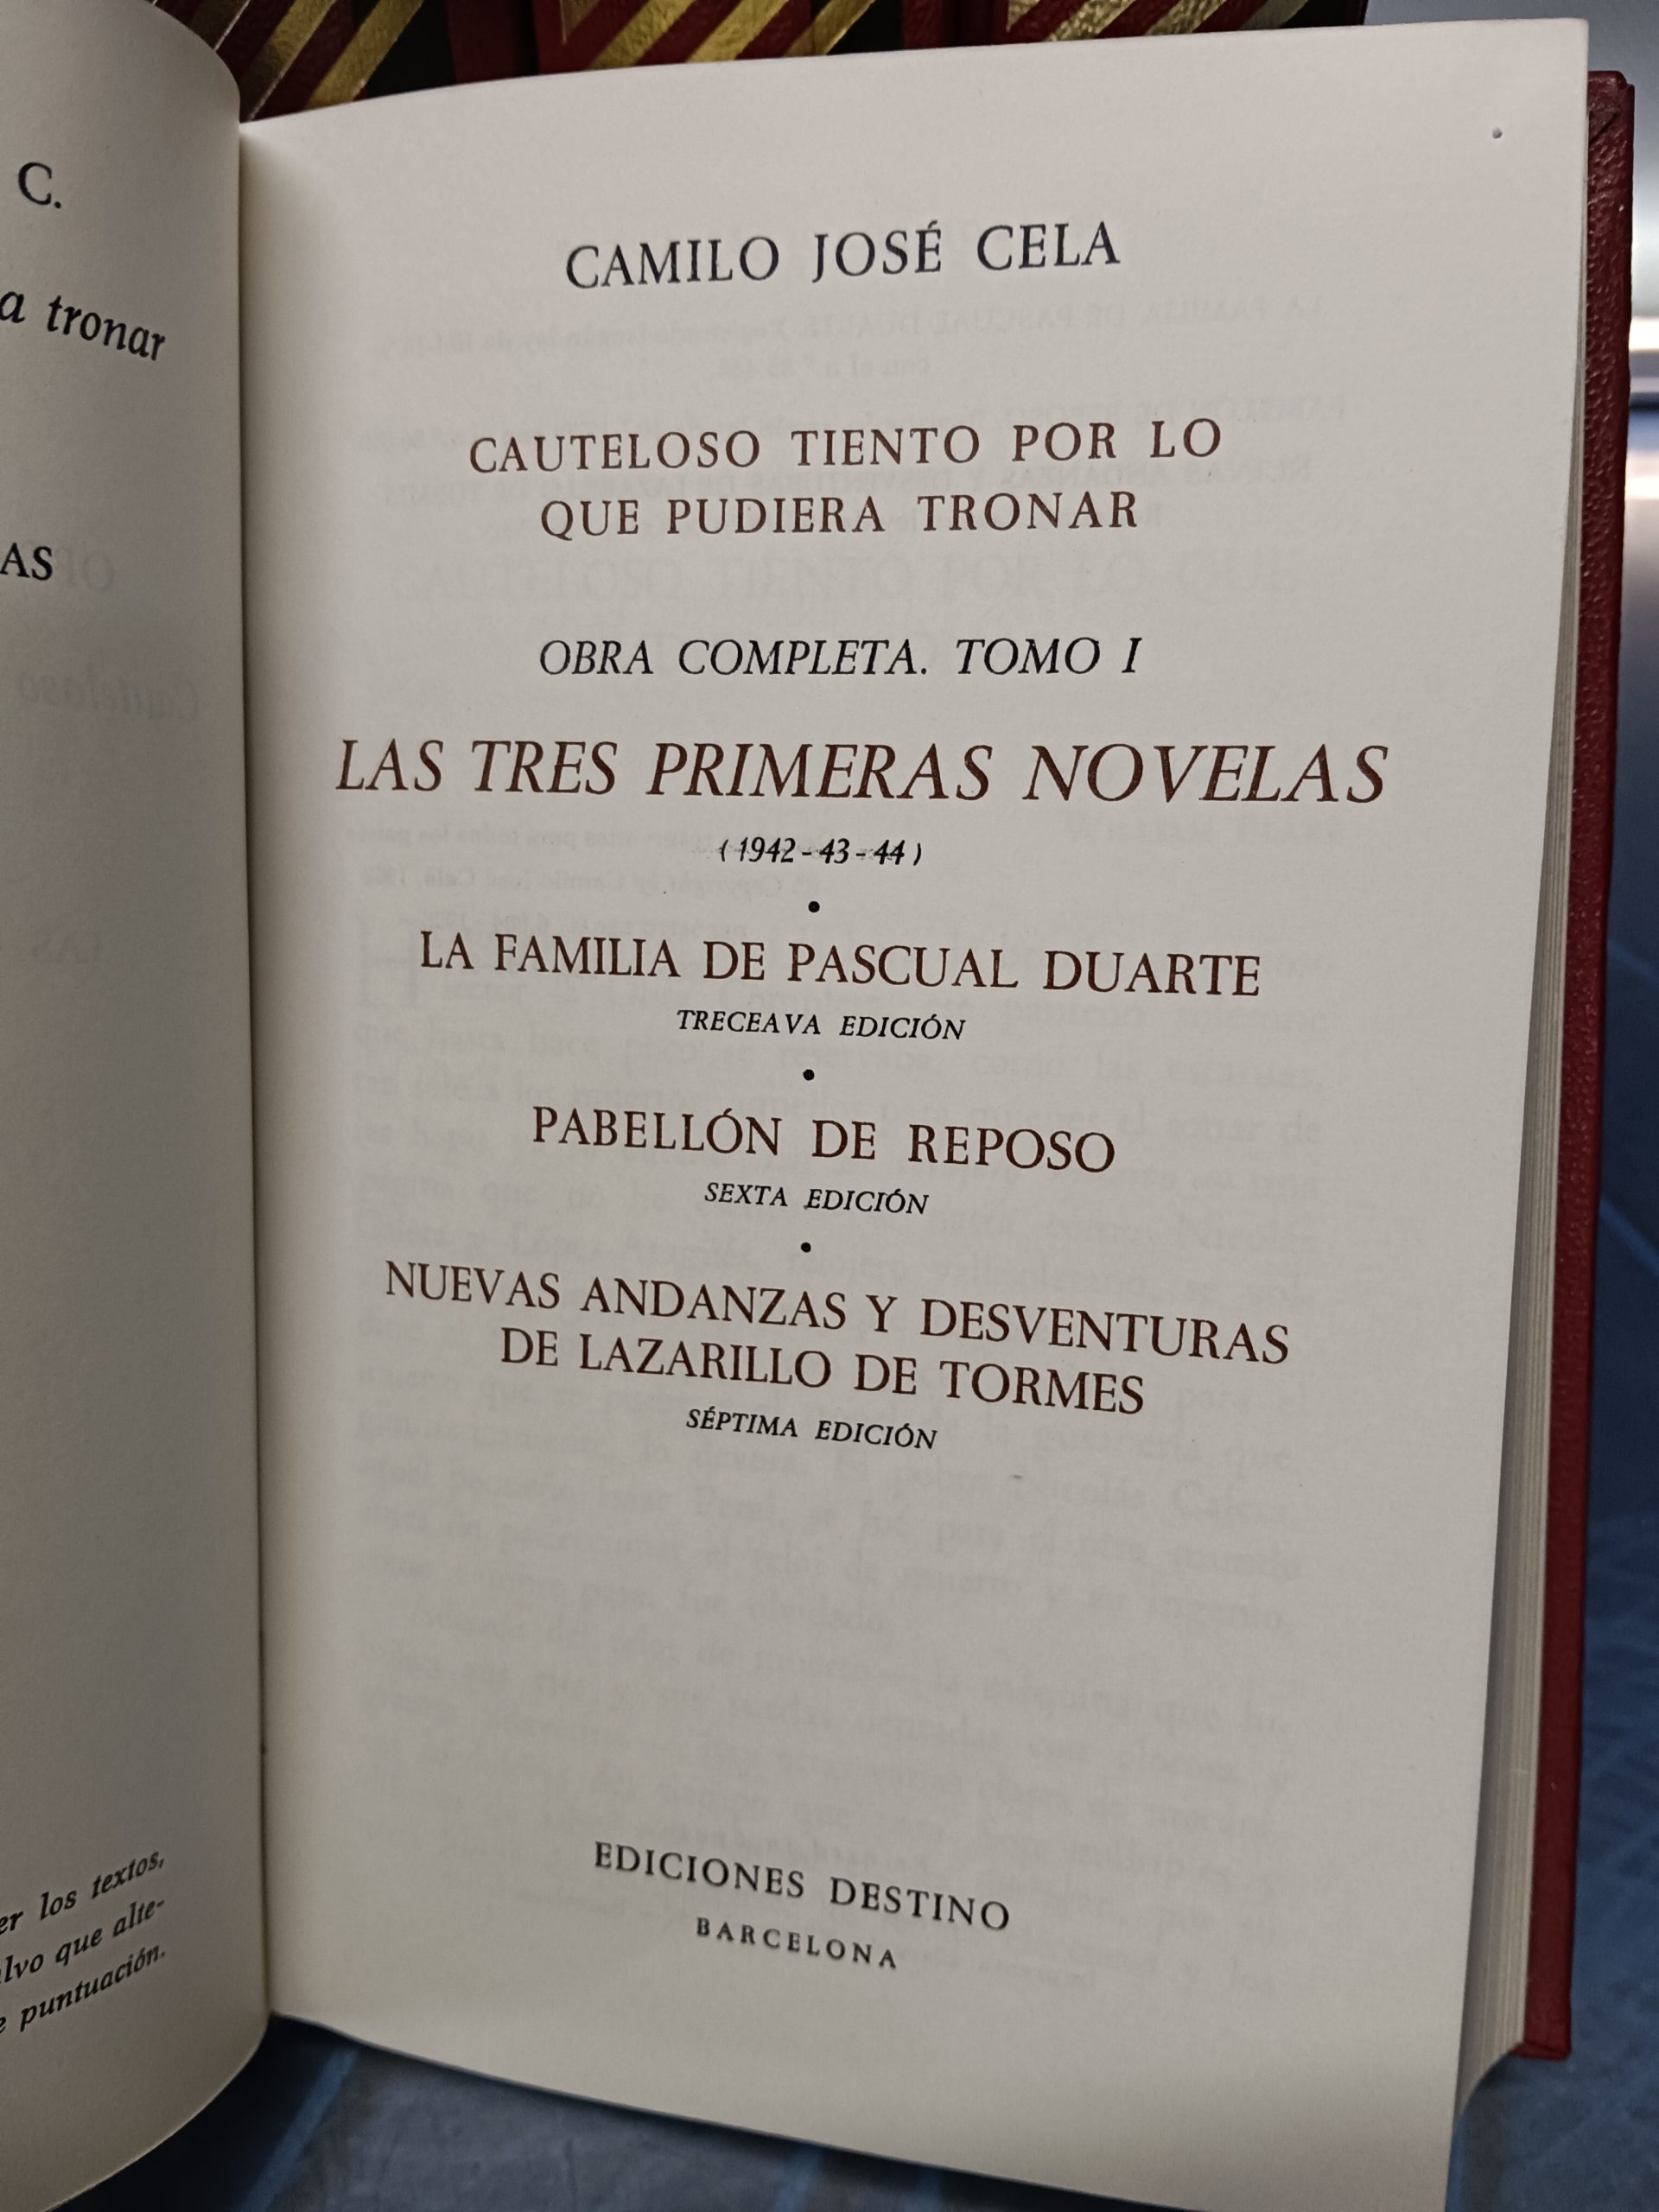 C.
a tronar
AS
er los textos,
lvo que alte-
e puntuación.
CAMILO JOSÉ CELA
CAUTELOSO TIENTO POR LO
QUE PUDIERA TRONAR
OBRA COMPLETA. TOMO I
LAS TRES PRIMERAS NOVELAS
(1942-43-44)
•
LA FAMILIA DE PASCUAL DUARTE
TRECEAVA EDICIÓN
•
PABELLÓN DE REPOSO
SEXTA EDICIÓN
•
NUEVAS ANDANZAS Y DESVENTURAS
DE LAZARILLO DE TORMES
SÉPTIMA EDICIÓN
EDICIONES DESTINO
BARCELONA